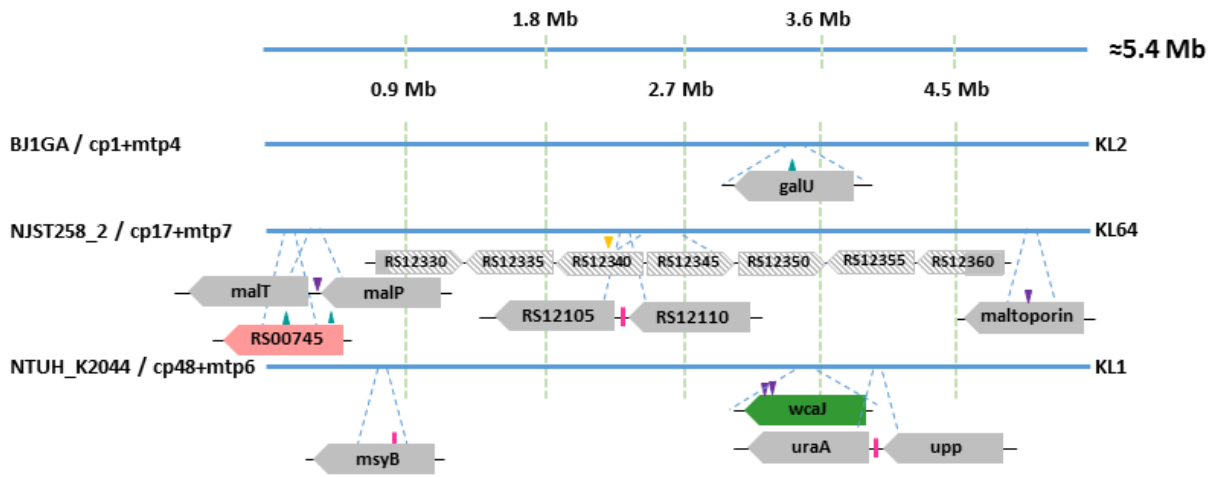 1.8 Mb 3.6 Mb
≈5.4 Mb
0.9 Mb 2.7 Mb 4.5 Mb
BJ1GA / cp1+mtp4 KL2
galU
NJST258_2 / cp17+mtp7 KL64
RS12330 RS12335 RS12340 RS12345 RS12350 RS12355 RS12360
malT malP
RS12105 RS12110 maltoporin
RS00745
NTUH_K2044 / cp48+mtp6 KL1
wcaJ
uraA upp
msyB